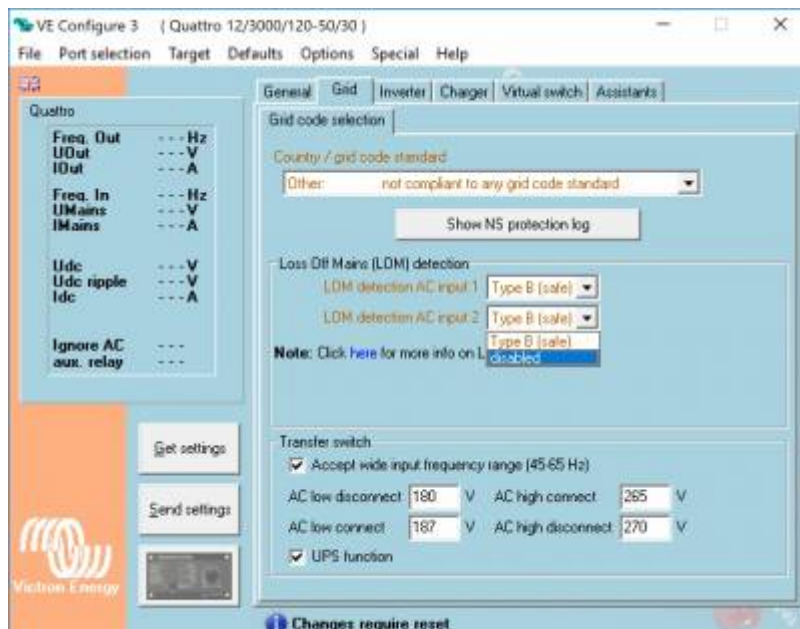 VE Configure 3 ( Quattro 12/3000/120-50/30 )
File Port selection Target Defaults Options Special Help
General Grid Inverter Charger Virtual switch Assistants
Quattro
Freq. Out - - - Hz
UOut - - - V
IOut - - - A
Freq. In - - - Hz
UMains - - - V
IMains - - - A
Udc - - - V
Udc ripple - - - V
Idc - - - A
Ignore AC - - -
aux. relay - - -
Get settings
Send settings
Victron Energy
Grid code selection
Country / grid code standard
Other: not compliant to any grid code standard
Show NS protection log
Loss Off Mains (LOM) detection
LOM detection AC input 1 Type B (safe)
LOM detection AC input 2 Type B (safe)
Type B (safe)
Note: Click here for more info on L
disabled
Transfer switch
Accept wide input frequency range (45-65 Hz)
AC low disconnect 180 V AC high connect 265 V
AC low connect 187 V AC high disconnect 270 V
UPS function
Changes require reset